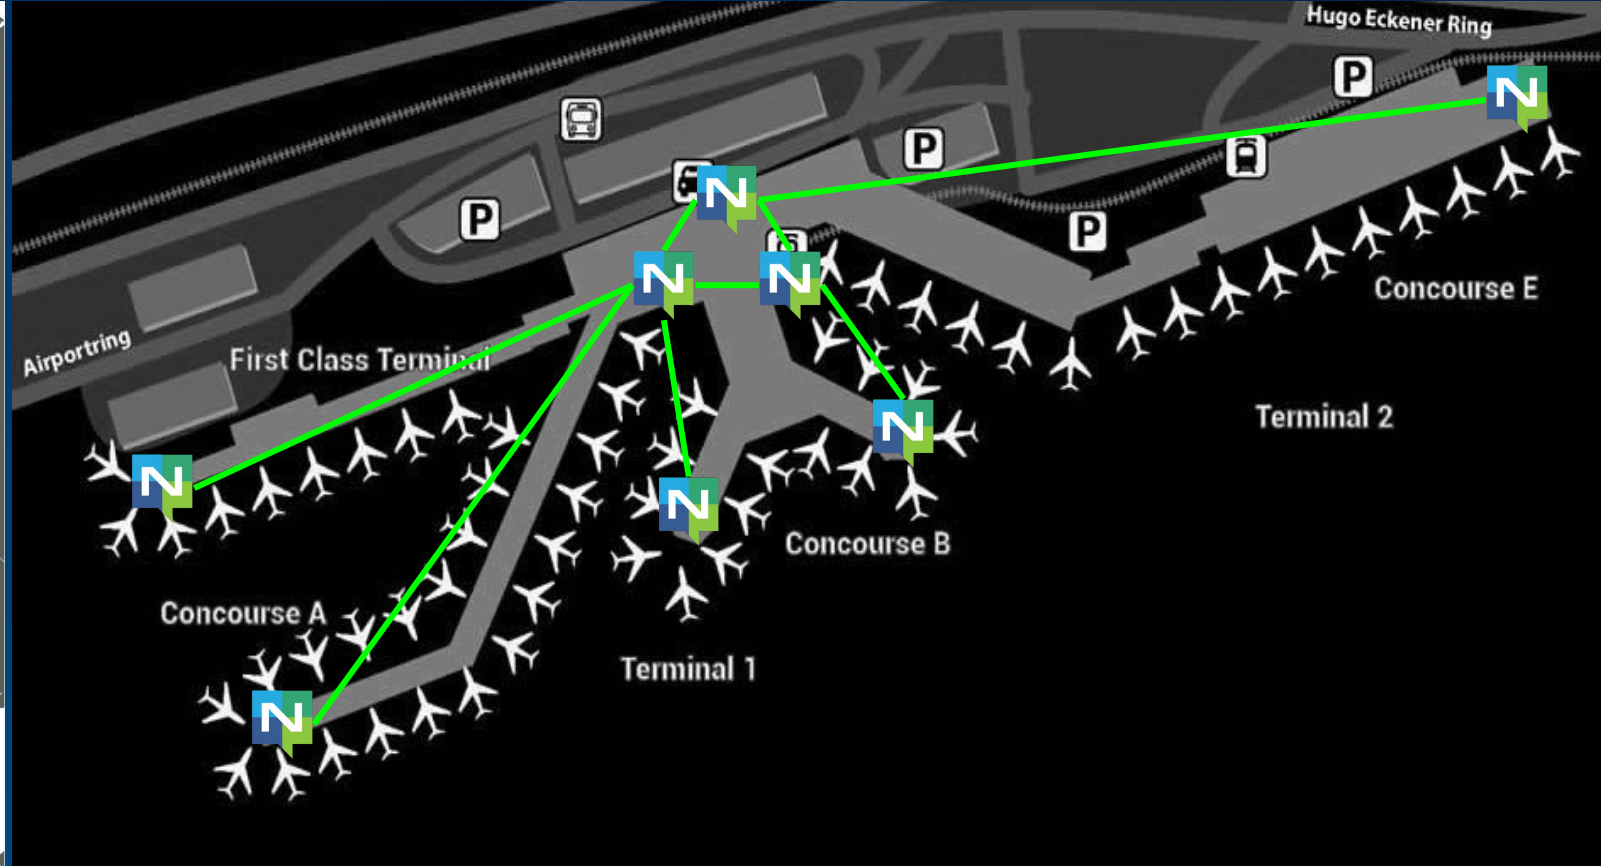 Hugo Eckener Ring
P
P
P
P
Concourse E
Airportring
First Class Terminal
Terminal 2
Concourse B
Concourse A
Terminal 1
N
N
N
N
N
N
N
N